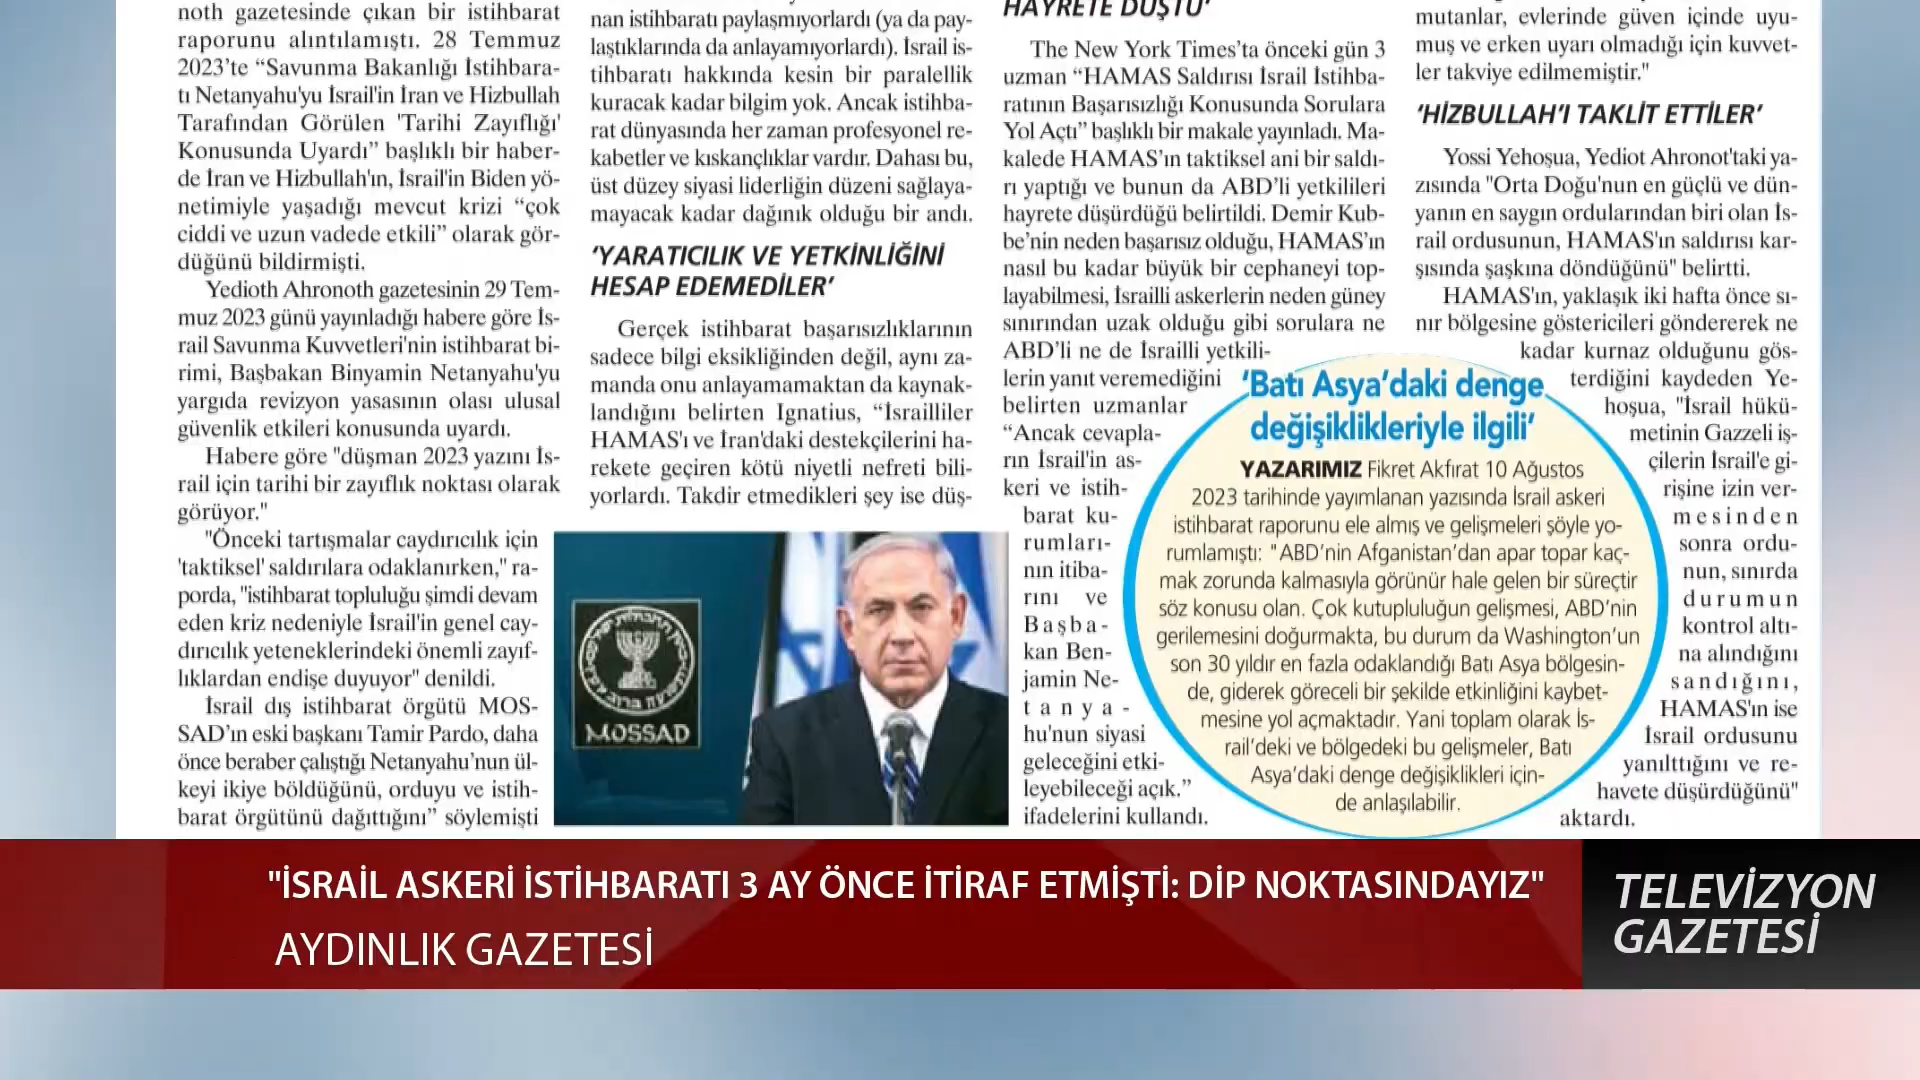 noth gazetesinde çıkan bir istihbarat
raporunu alıntılamıştı. 28 Temmuz
2023’te “Savunma Bakanlığı İstihbara-
tı Netanyahu'yu İsrail'in İran ve Hizbullah
Tarafından Görülen 'Tarihi Zayıflığı'
Konusunda Uyardı” başlıklı bir haber-
de İran ve Hizbullah'ın, İsrail'in Biden yö-
netimiyle yaşadığı mevcut krizi “çok
ciddi ve uzun vadede etkili” olarak gör-
düğünü bildirmişti.
Yedioth Ahronoth gazetesinin 29 Tem-
muz 2023 günü yayınladığı habere göre İs-
rail Savunma Kuvvetleri'nin istihbarat bi-
rimi, Başbakan Binyamin Netanyahu'yu
yargıda revizyon yasasının olası ulusal
güvenlik etkileri konusunda uyardı.
Habere göre "düşman 2023 yazını İs-
rail için tarihi bir zayıflık noktası olarak
görüyor."
"Önceki tartışmalar caydırıcılık için
'taktiksel' saldırılara odaklanırken," ra-
porda, "istihbarat topluluğu şimdi devam
eden kriz nedeniyle İsrail'in genel cay-
dırıcılık yeteneklerindeki önemli zayıf-
lıklardan endişe duyuyor" denildi.
İsrail dış istihbarat örgütü MOS-
SAD’ın eski başkanı Tamir Pardo, daha
önce beraber çalıştığı Netanyahu’nun ül-
keyi ikiye böldüğünü, orduyu ve istih-
barat örgütünü dağıttığını” söylemişti
nan istihbaratı paylaşmıyorlardı (ya da pay-
laştıklarında da anlayamıyorlardı). İsrail is-
tihbaratı hakkında kesin bir paralellik
kuracak kadar bilgim yok. Ancak istihba-
rat dünyasında her zaman profesyonel re-
kabetler ve kıskançlıklar vardır. Dahası bu,
üst düzey siyasi liderliğin düzeni sağlaya-
mayacak kadar dağınık olduğu bir andı.
‘YARATICILIK VE YETKİNLİĞİNİ
HESAP EDEMEDİLER’
Gerçek istihbarat başarısızlıklarının
sadece bilgi eksikliğinden değil, aynı za-
manda onu anlayamamaktan da kaynak-
landığını belirten Ignatius, “İsrailliler
HAMAS'ı ve İran'daki destekçilerini ha-
rekete geçiren kötü niyetli nefreti bili-
yorlardı. Takdir etmedikleri şey ise düş-
MOSSAD
HAYRETE DÜŞTÜ’
The New York Times’ta önceki gün 3
uzman “HAMAS Saldırısı İsrail İstihba-
ratının Başarısızlığı Konusunda Sorulara
Yol Açtı” başlıklı bir makale yayınladı. Ma-
kalede HAMAS’ın taktiksel ani bir saldı-
rı yaptığı ve bunun da ABD’li yetkilileri
hayrete düşürdüğü belirtildi. Demir Kub-
be’nin neden başarısız olduğu, HAMAS’ın
nasıl bu kadar büyük bir cephaneyi top-
layabilmesi, İsrailli askerlerin neden güney
sınırından uzak olduğu gibi sorulara ne
ABD’li ne de İsrailli yetkili-
lerin yanıt veremediğini
belirten uzmanlar
“Ancak cevapla-
rın İsrail'in as-
keri ve istih-
barat ku-
rumları-
nın itiba-
rını ve
Başba-
kan Ben-
jamin Ne-
tanya-
hu'nun siyasi
geleceğini etki-
leyebileceği açık.”
ifadelerini kullandı.
‘Batı Asya’daki denge
değişiklikleriyle ilgili’
YAZARIMIZ Fikret Akfırat 10 Ağustos
2023 tarihinde yayımlanan yazısında İsrail askeri
istihbarat raporunu ele almış ve gelişmeleri şöyle yo-
rumlamıştı: "ABD’nin Afganistan’dan apar topar kaç-
mak zorunda kalmasıyla görünür hale gelen bir süreçtir
söz konusu olan. Çok kutupluluğun gelişmesi, ABD’nin
gerilemesini doğurmakta, bu durum da Washington’un
son 30 yıldır en fazla odaklandığı Batı Asya bölgesin-
de, giderek göreceli bir şekilde etkinliğini kaybet-
mesine yol açmaktadır. Yani toplam olarak İs-
rail’deki ve bölgedeki bu gelişmeler, Batı
Asya’daki denge değişiklikleri için-
de anlaşılabilir.
mutanlar, evlerinde güven içinde uyu-
muş ve erken uyarı olmadığı için kuvvet-
ler takviye edilmemiştir."
‘HİZBULLAH’I TAKLİT ETTİLER’
Yossi Yehoşua, Yediot Ahronot'taki ya-
zısında "Orta Doğu'nun en güçlü ve dün-
yanın en saygın ordularından biri olan İs-
rail ordusunun, HAMAS'ın saldırısı kar-
şısında şaşkına döndüğünü" belirtti.
HAMAS'ın, yaklaşık iki hafta önce sı-
nır bölgesine göstericileri göndererek ne
kadar kurnaz olduğunu gös-
terdiğini kaydeden Ye-
hoşua, "İsrail hükü-
metinin Gazzeli iş-
çilerin İsrail'e gi-
rişine izin ver-
mesinden
sonra ordu-
nun, sınırda
durumun
kontrol altı-
na alındığını
sandığını,
HAMAS'ın ise
İsrail ordusunu
yanılttığını ve re-
havete düşürdüğünü"
aktardı.
"İSRAİL ASKERİ İSTİHBARATI 3 AY ÖNCE İTİRAF ETMİŞTİ: DİP NOKTASINDAYIZ"
AYDINLIK GAZETESİ
TELEVİZYON
GAZETESİ